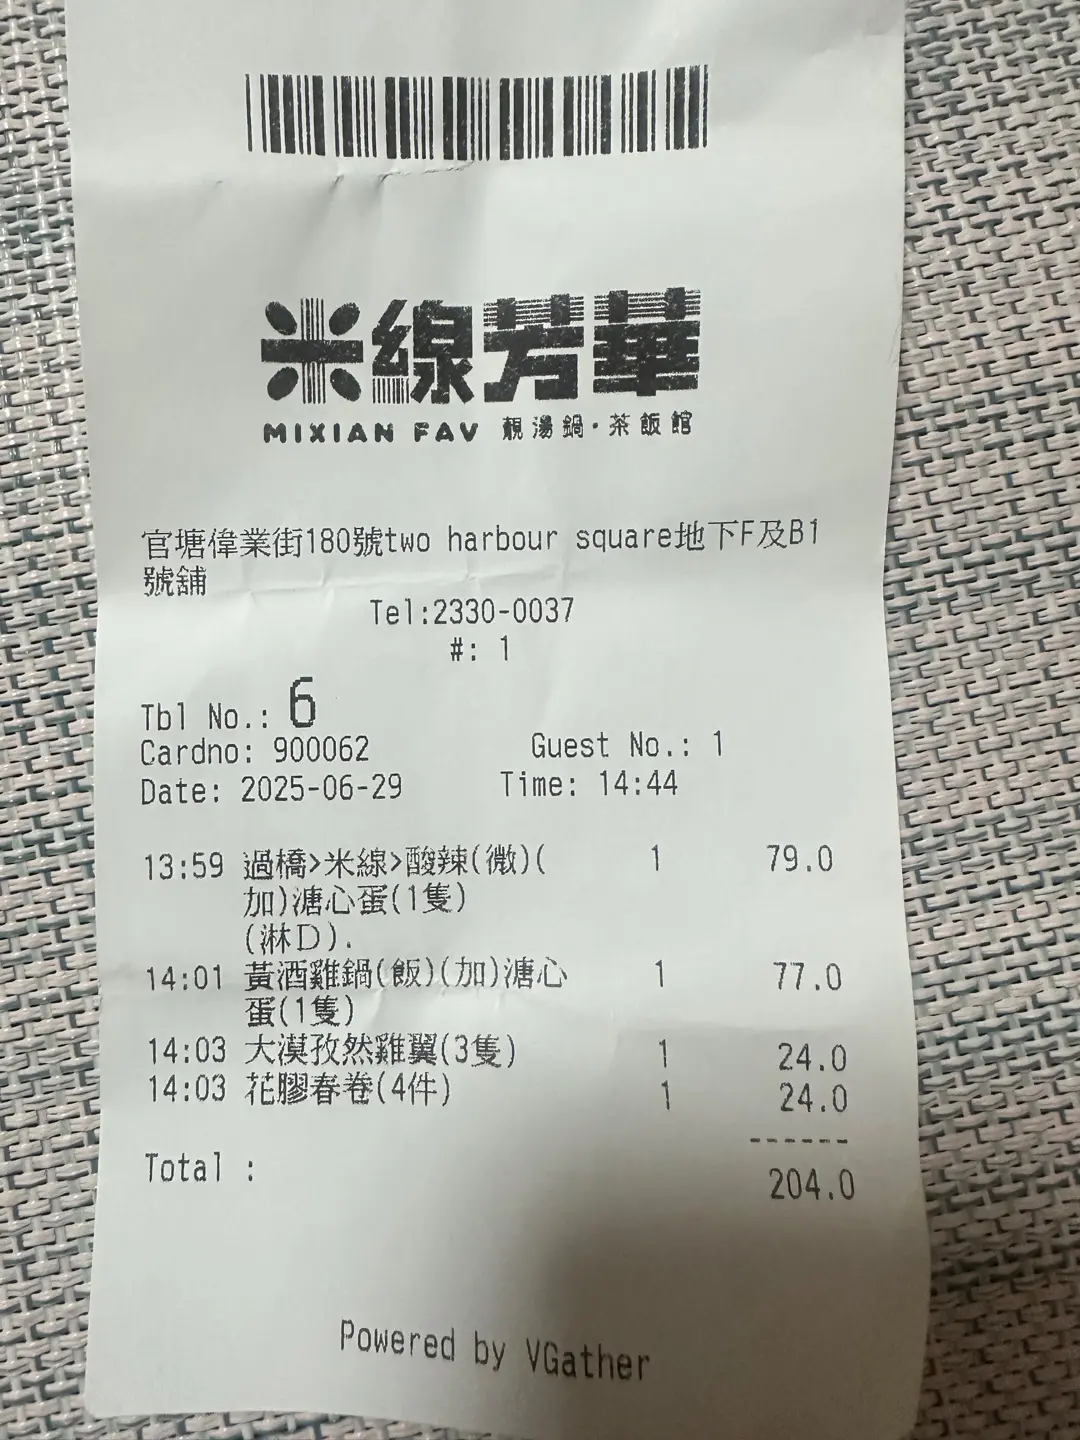 米線芳華
MIXIAN FAV 靚湯鍋·茶飯館
官塘偉業街180號two harbour square地下F及B1
號舖
Tel:2330-0037
#: 1
Tbl No.: 6
Cardno: 900062 Guest No.: 1
Date: 2025-06-29 Time: 14:44
13:59 過橋>米線>酸辣(微)( 1 79.0
加)溏心蛋(1隻)
(淋D).
14:01 黃酒雞鍋(飯)(加)溏心 1 77.0
蛋(1隻)
14:03 大漠孜然雞翼(3隻) 1 24.0
14:03 花膠春卷(4件) 1 24.0
------
Total : 204.0
Powered by VGather